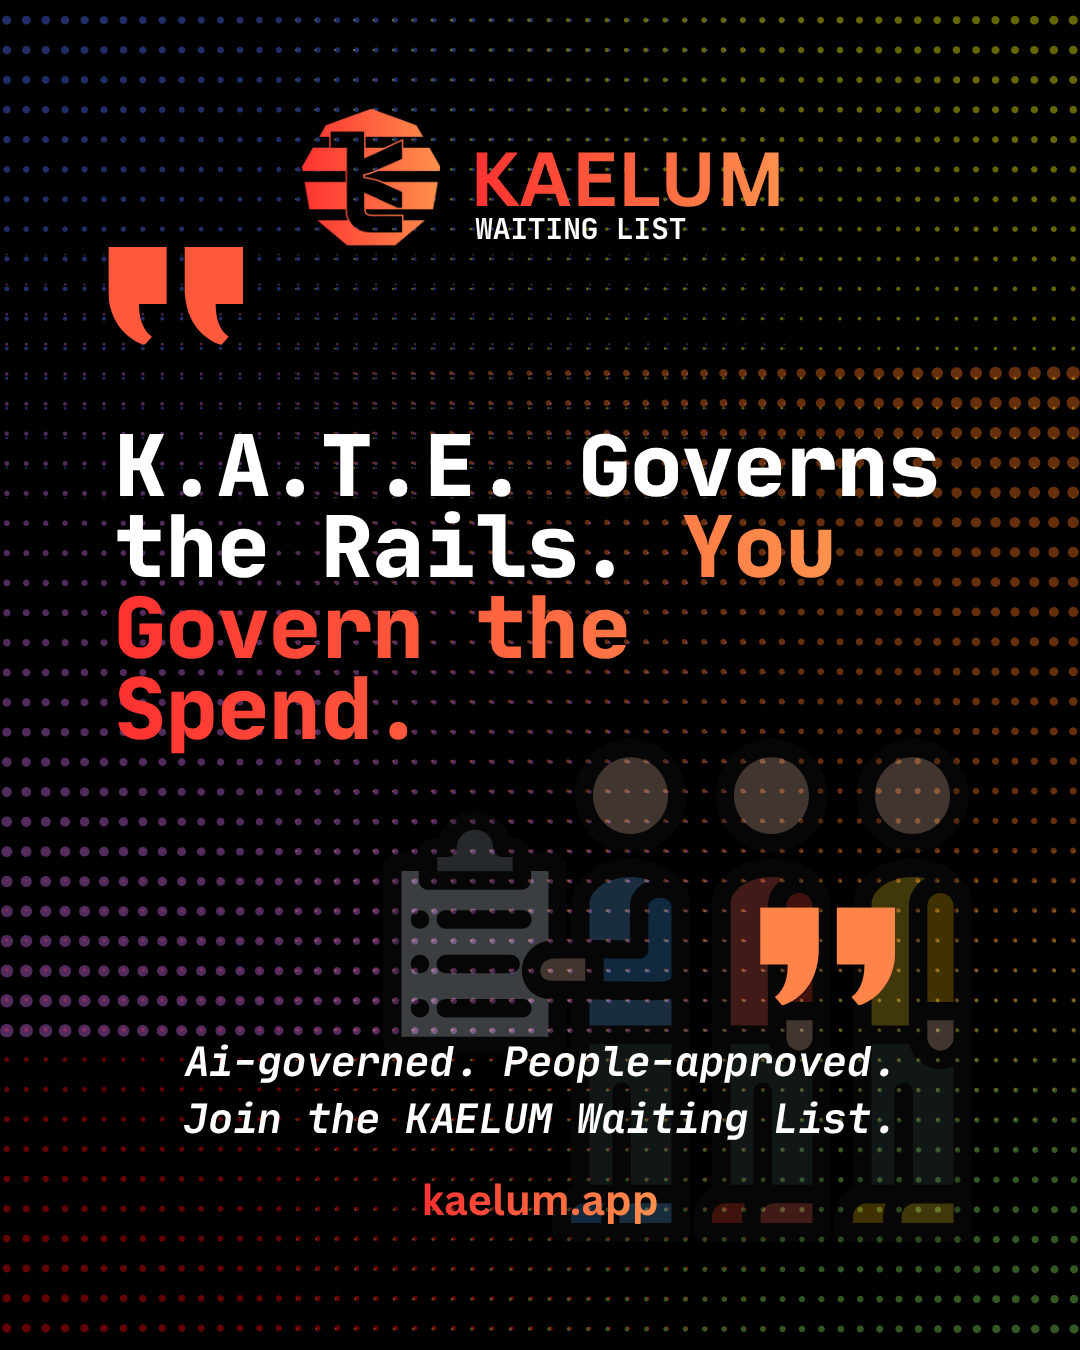 KAELUM
WAITING LIST
"
K.A.T.E. Governs
the Rails. You
Govern the
Spend.
"
Ai-governed. People-approved.
Join the KAELUM Waiting List.
kaelum.app